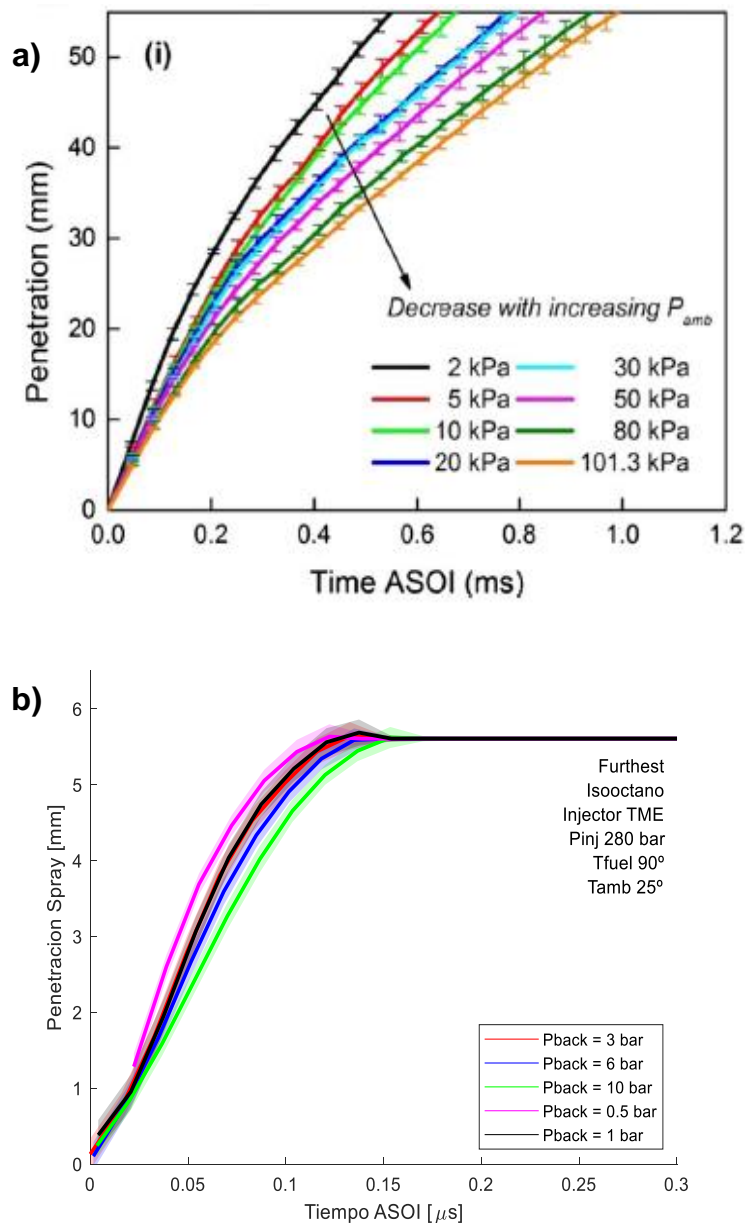 a)
(i)
50
40
30
20
10
0
Penetration (mm)
Decrease with increasing P amb
2 kPa 30 kPa
5 kPa 50 kPa
10 kPa 80 kPa
20 kPa 101.3 kPa
0.0 0.2 0.4 0.6 0.8 1.0 1.2
Time ASOI (ms)
b)
6
5
4
3
2
1
0
Penetracion Spray [mm]
Furthest
Isooctano
Injector TME
Pinj 280 bar
Tfuel 90º
Tamb 25º
Pback = 3 bar
Pback = 6 bar
Pback = 10 bar
Pback = 0.5 bar
Pback = 1 bar
0 0.05 0.1 0.15 0.2 0.25 0.3
Tiempo ASOI [μs]